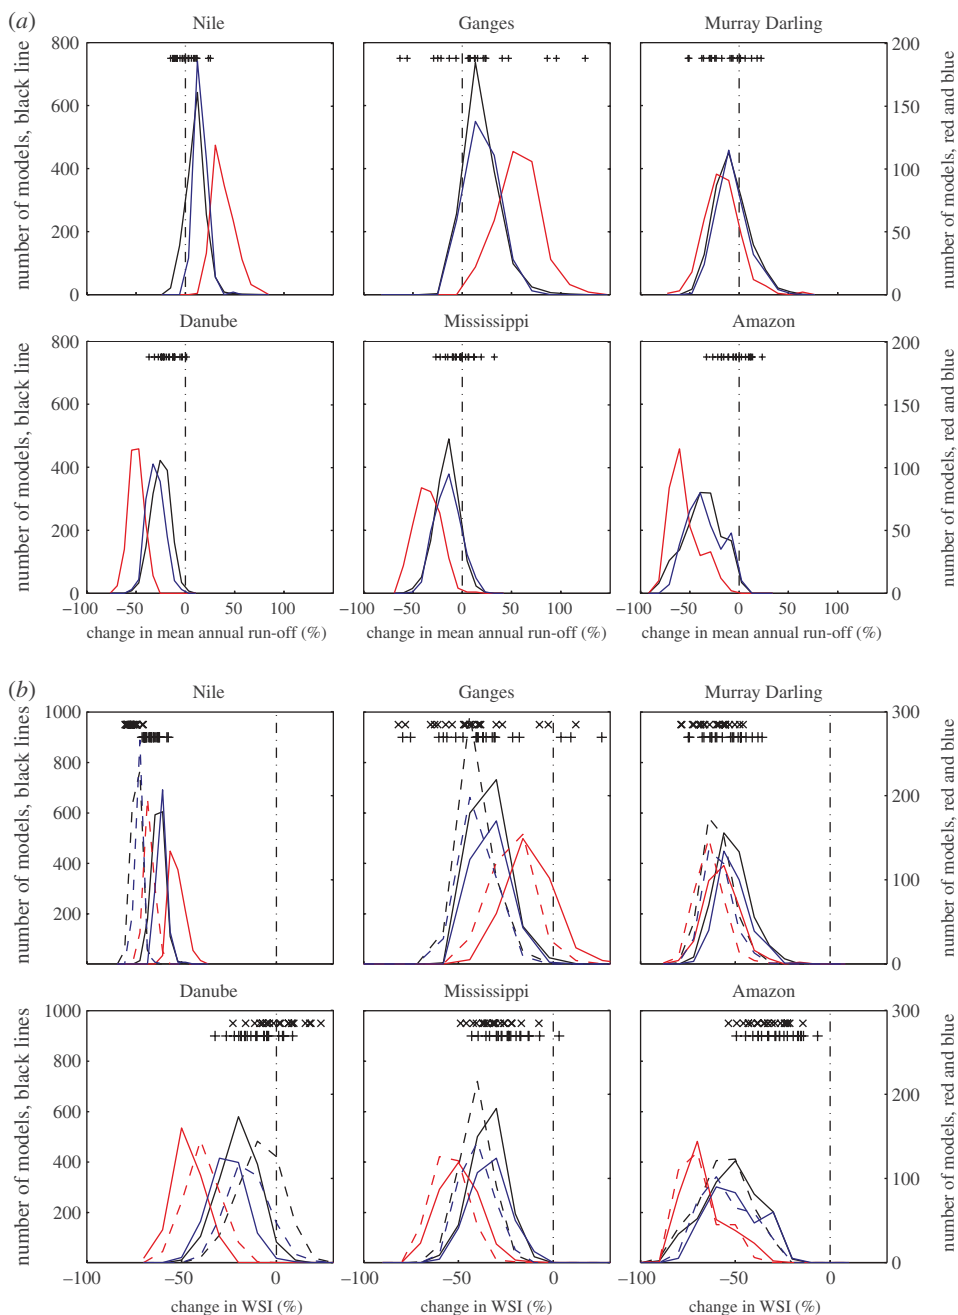 (a)
Nile
Ganges
Murray Darling
number of models, black line
800
600
400
200
0
200
150
100
50
0
number of models, red and blue
Danube
Mississippi
Amazon
number of models, black line
800
600
400
200
0
200
150
100
50
0
number of models, red and blue
−100 −50 0 50 100
−50 0 50 100
−100 −50 0 50 100
change in mean annual run-off (%)
change in mean annual run-off (%)
change in mean annual run-off (%)
(b)
Nile
Ganges
Murray Darling
number of models, black lines
1000
800
600
400
200
300
200
100
0
number of models, red and blue
Danube
Mississippi
Amazon
number of models, black lines
1000
800
600
400
200
300
200
100
0
number of models, red and blue
−100 −50 0
−50 0
−100 −50 0
change in WSI (%)
change in WSI (%)
change in WSI (%)